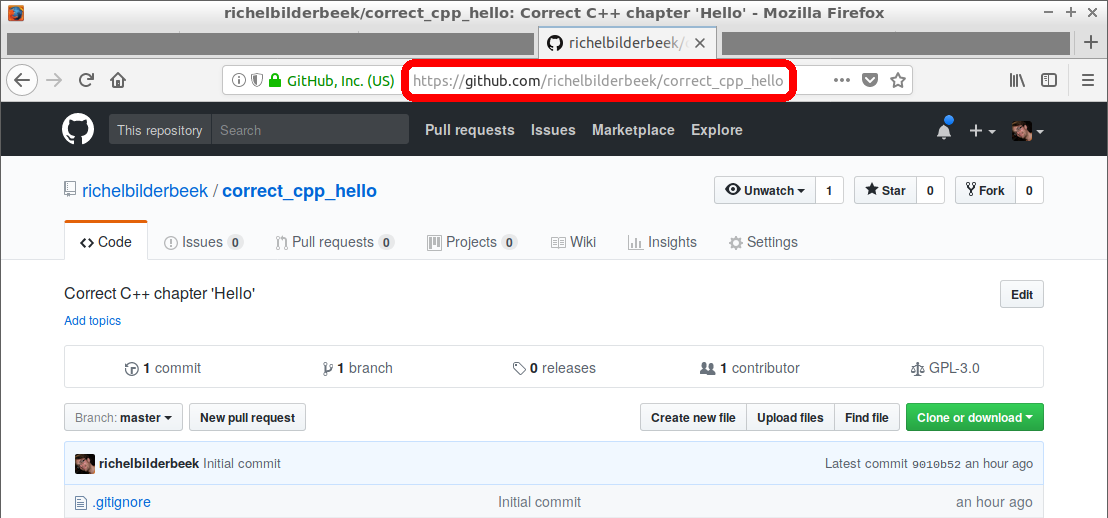 richelbilderbeek/correct_cpp_hello: Correct C++ chapter 'Hello' - Mozilla Firefox
richelbilderbeek/
GitHub, Inc. (US) https://github.com/richelbilderbeek/correct_cpp_hello
This repository Search Pull requests Issues Marketplace Explore
richelbilderbeek / correct_cpp_hello Unwatch 1 Star 0 Fork 0
Code Issues 0 Pull requests 0 Projects 0 Wiki Insights Settings
Correct C++ chapter 'Hello' Edit
Add topics
1 commit 1 branch 0 releases 1 contributor GPL-3.0
Branch: master New pull request Create new file Upload files Find file Clone or download
richelbilderbeek Initial commit Latest commit 9010b52 an hour ago
.gitignore Initial commit an hour ago